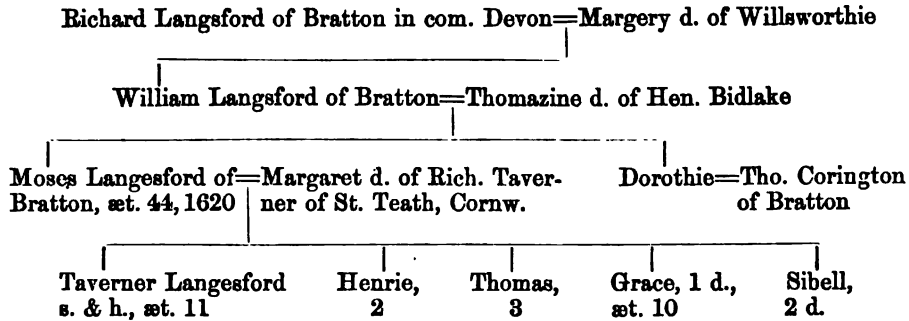 Richard Langsford of Bratton in com. Devon=Margery d. of Willsworthie
William Langsford of Bratton=Thomazine d. of Hen. Bidlake
Moses Langesford of=Margaret d. of Rich. Taver- Dorothie=Tho. Corington
Bratton, æt. 44, 1620 ner of St. Teath, Cornw. of Bratton
Taverner Langesford Henrie, Thomas, Grace, 1 d., Sibell,
s. & h., æt. 11 2 3 æt. 10 2 d.